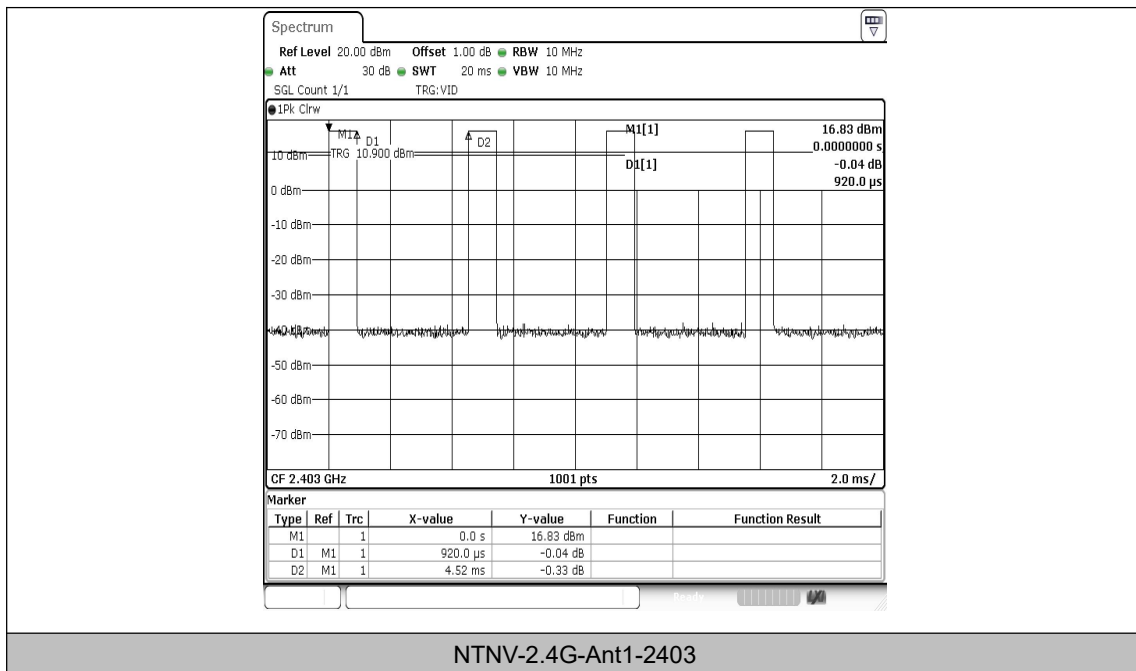 Spectrum
Ref Level 20.00 dBm Offset 1.00 dB RBW 10 MHz
Att 30 dB SWT 20 ms VBW 10 MHz
SGL Count 1/1 TRG:VID
1Pk Clrw
M1[1] 16.83 dBm
0.0000000 s
D1[1] -0.04 dB
920.0 µs
M1 D1 D2
10 dBm TRG 10.900 dBm
0 dBm
-10 dBm
-20 dBm
-30 dBm
-40 dBm
-50 dBm
-60 dBm
-70 dBm
CF 2.403 GHz 1001 pts 2.0 ms/
Marker
Type Ref Trc X-value Y-value Function Function Result
M1 1 0.0 s 16.83 dBm
D1 M1 1 920.0 µs -0.04 dB
D2 M1 1 4.52 ms -0.33 dB
Ready
NTNV-2.4G-Ant1-2403